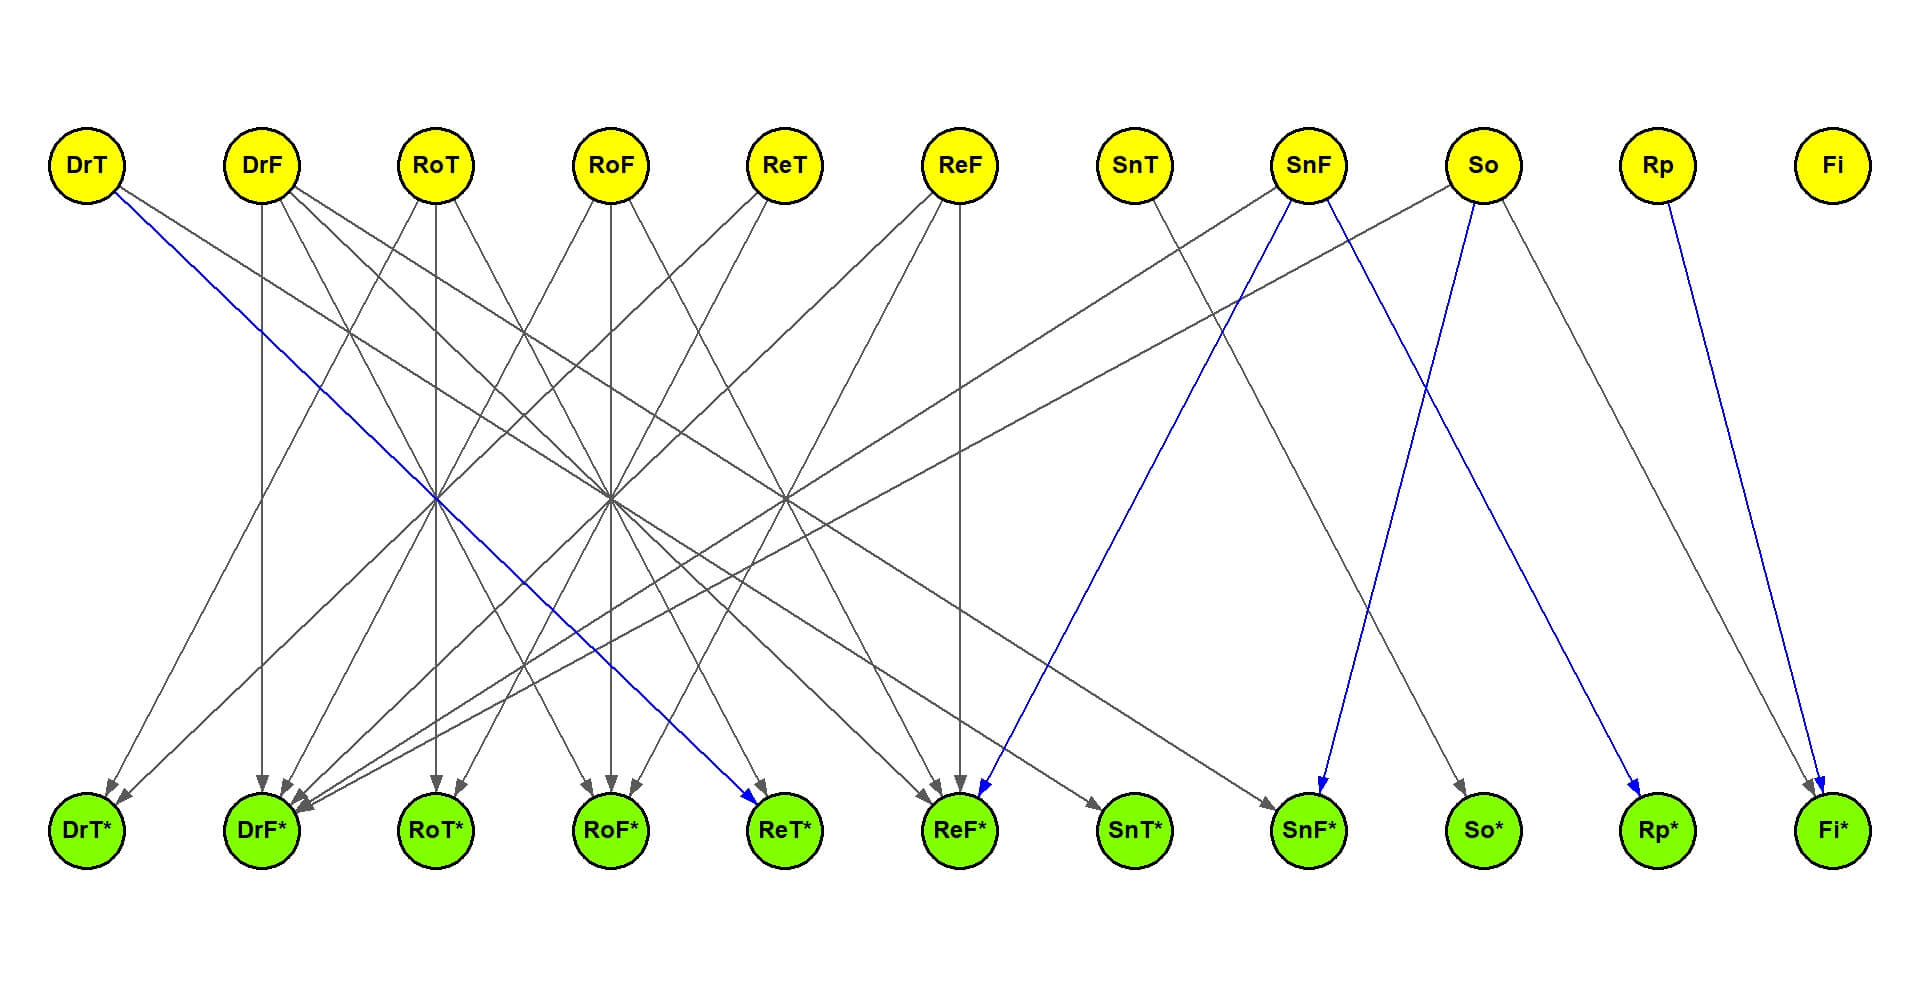 DrT DrF RoT RoF ReT ReF SnT SnF So Rp Fi
DrT* DrF* RoT* RoF* ReT* ReF* SnT* SnF* So* Rp* Fi*